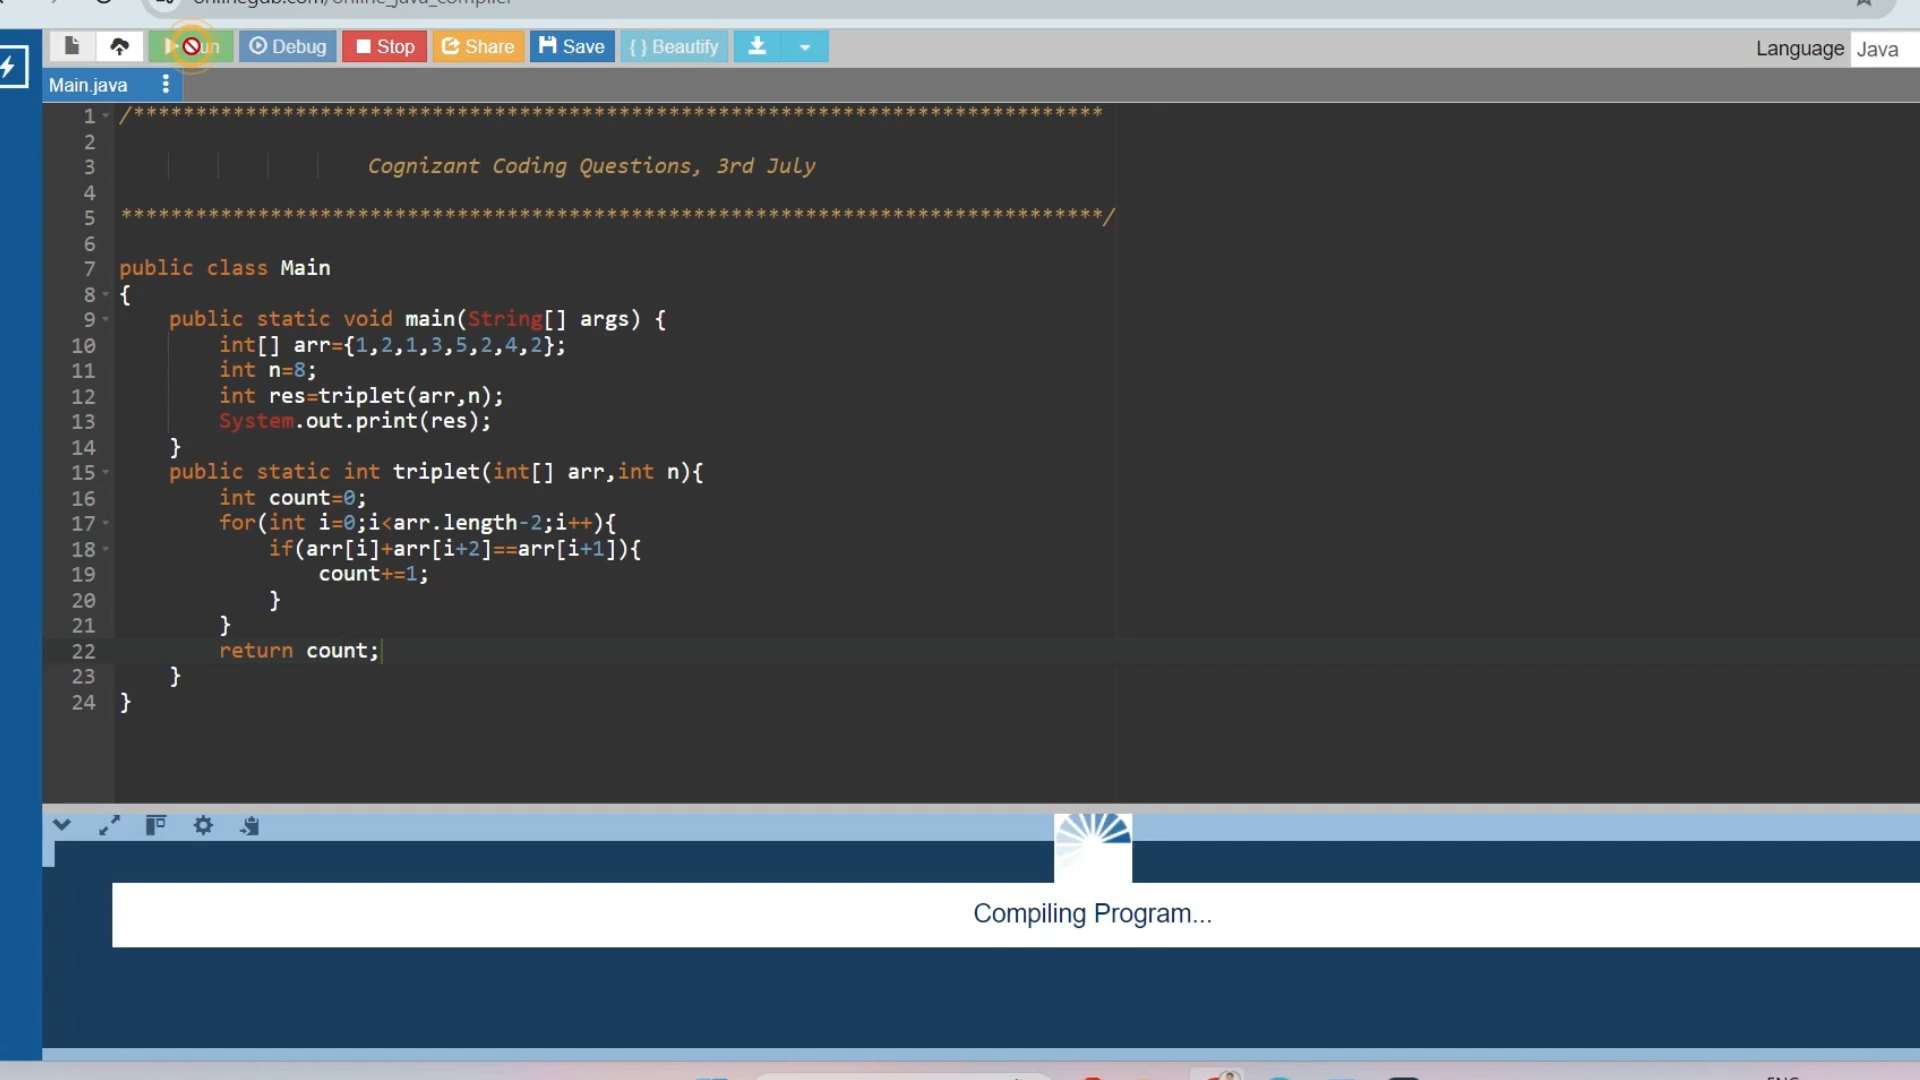 Run Debug Stop Share Save { } Beautify Language Java
Main.java
1 /******************************************************************************
2
3 Cognizant Coding Questions, 3rd July
4
5 *******************************************************************************/
6
7 public class Main
8 {
9 public static void main(String[] args) {
10 int[] arr={1,2,1,3,5,2,4,2};
11 int n=8;
12 int res=triplet(arr,n);
13 System.out.print(res);
14 }
15 public static int triplet(int[] arr,int n){
16 int count=0;
17 for(int i=0;i<arr.length-2;i++){
18 if(arr[i]+arr[i+2]==arr[i+1]){
19 count+=1;
20 }
21 }
22 return count;
23 }
24 }
Compiling Program...